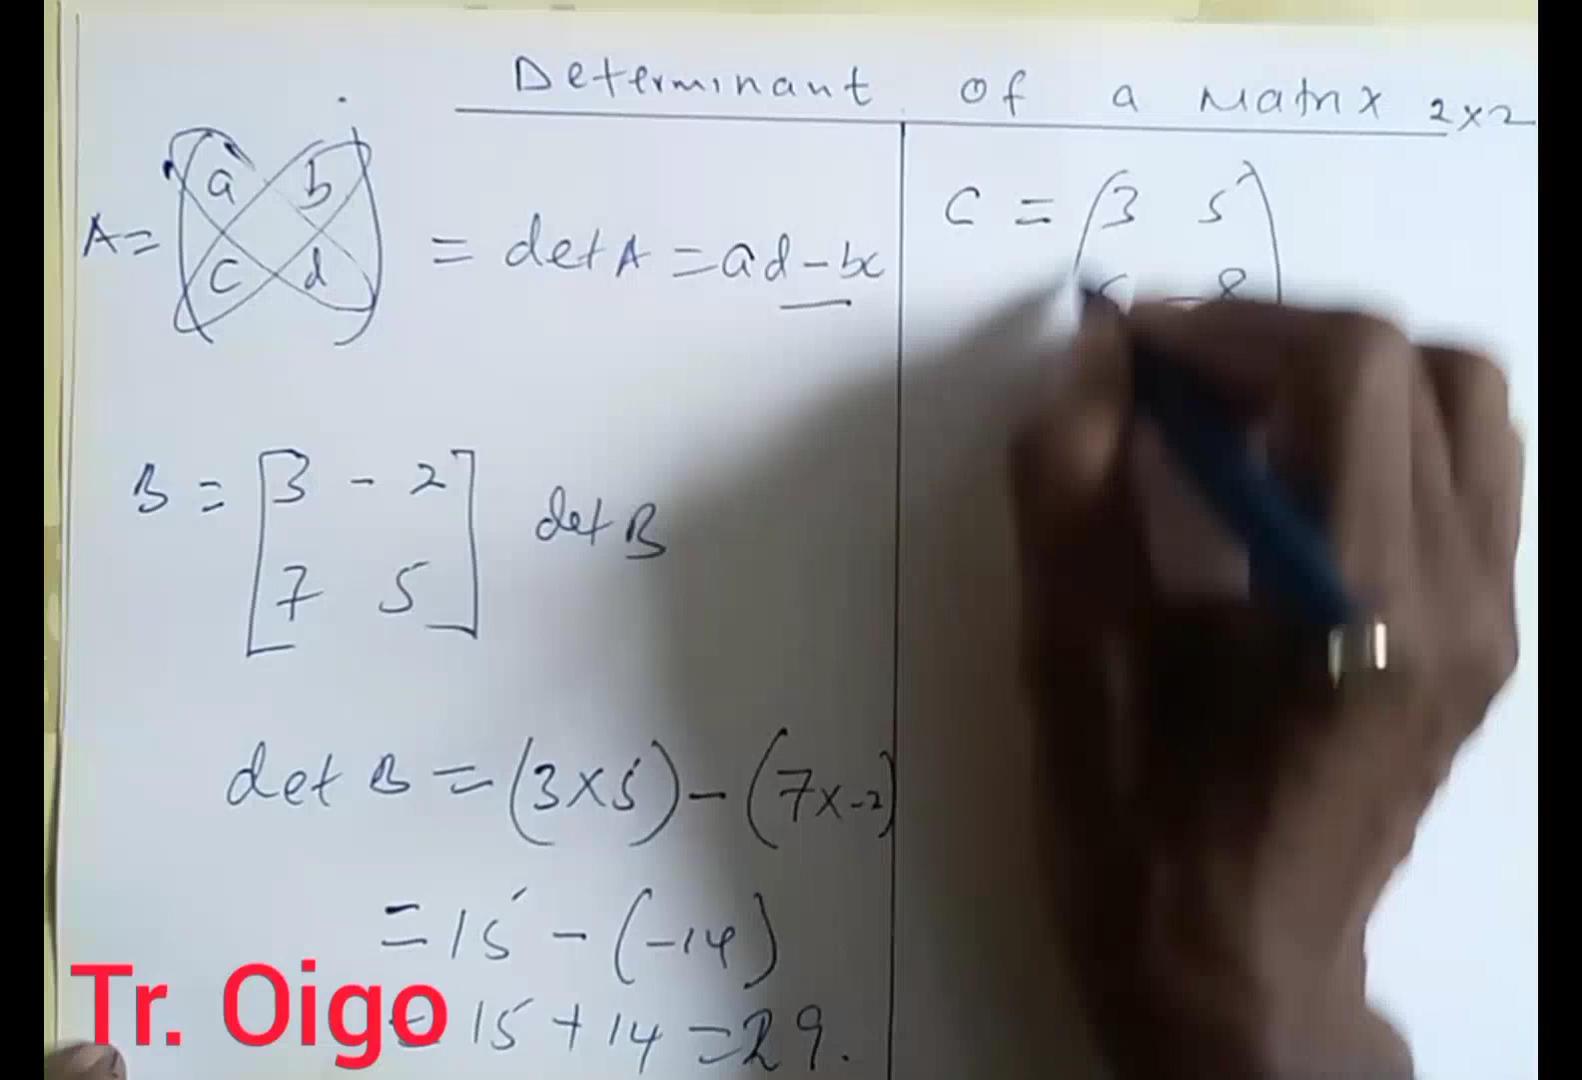 Determinant of a Matrix 2x2
A = (a b
c d) = det A = ad - bc
B = [3 -2
7 5] det B
det B = (3x5) - (7x-2)
= 15 - (-14)
= 15 + 14 = 29.
C = (3 5
-8)
Tr. Oigo